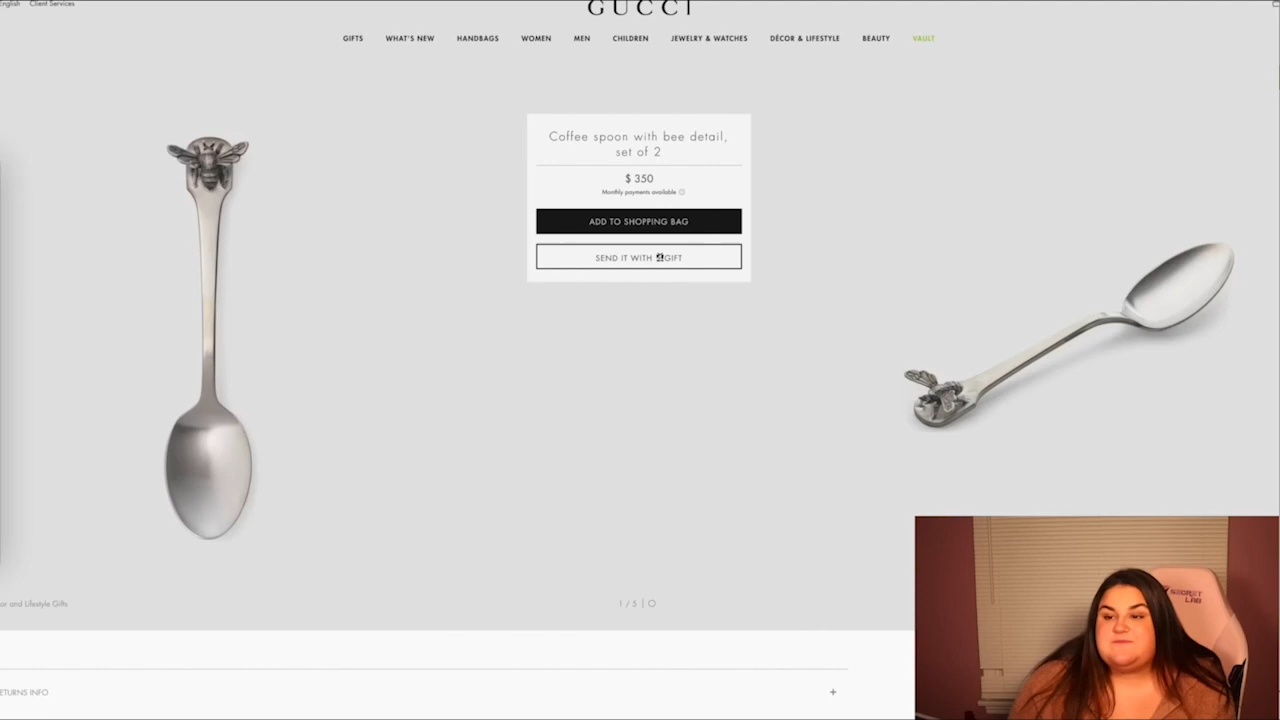 English Client Services
GUCCI
GIFTS WHAT'S NEW HANDBAGS WOMEN MEN CHILDREN JEWELRY & WATCHES DÉCOR & LIFESTYLE BEAUTY VAULT
Coffee spoon with bee detail,
set of 2
$ 350
Monthly payments available
ADD TO SHOPPING BAG
SEND IT WITH GIFT
or and Lifestyle Gifts
1 / 5
SECRET
LAB
ETURNS INFO +